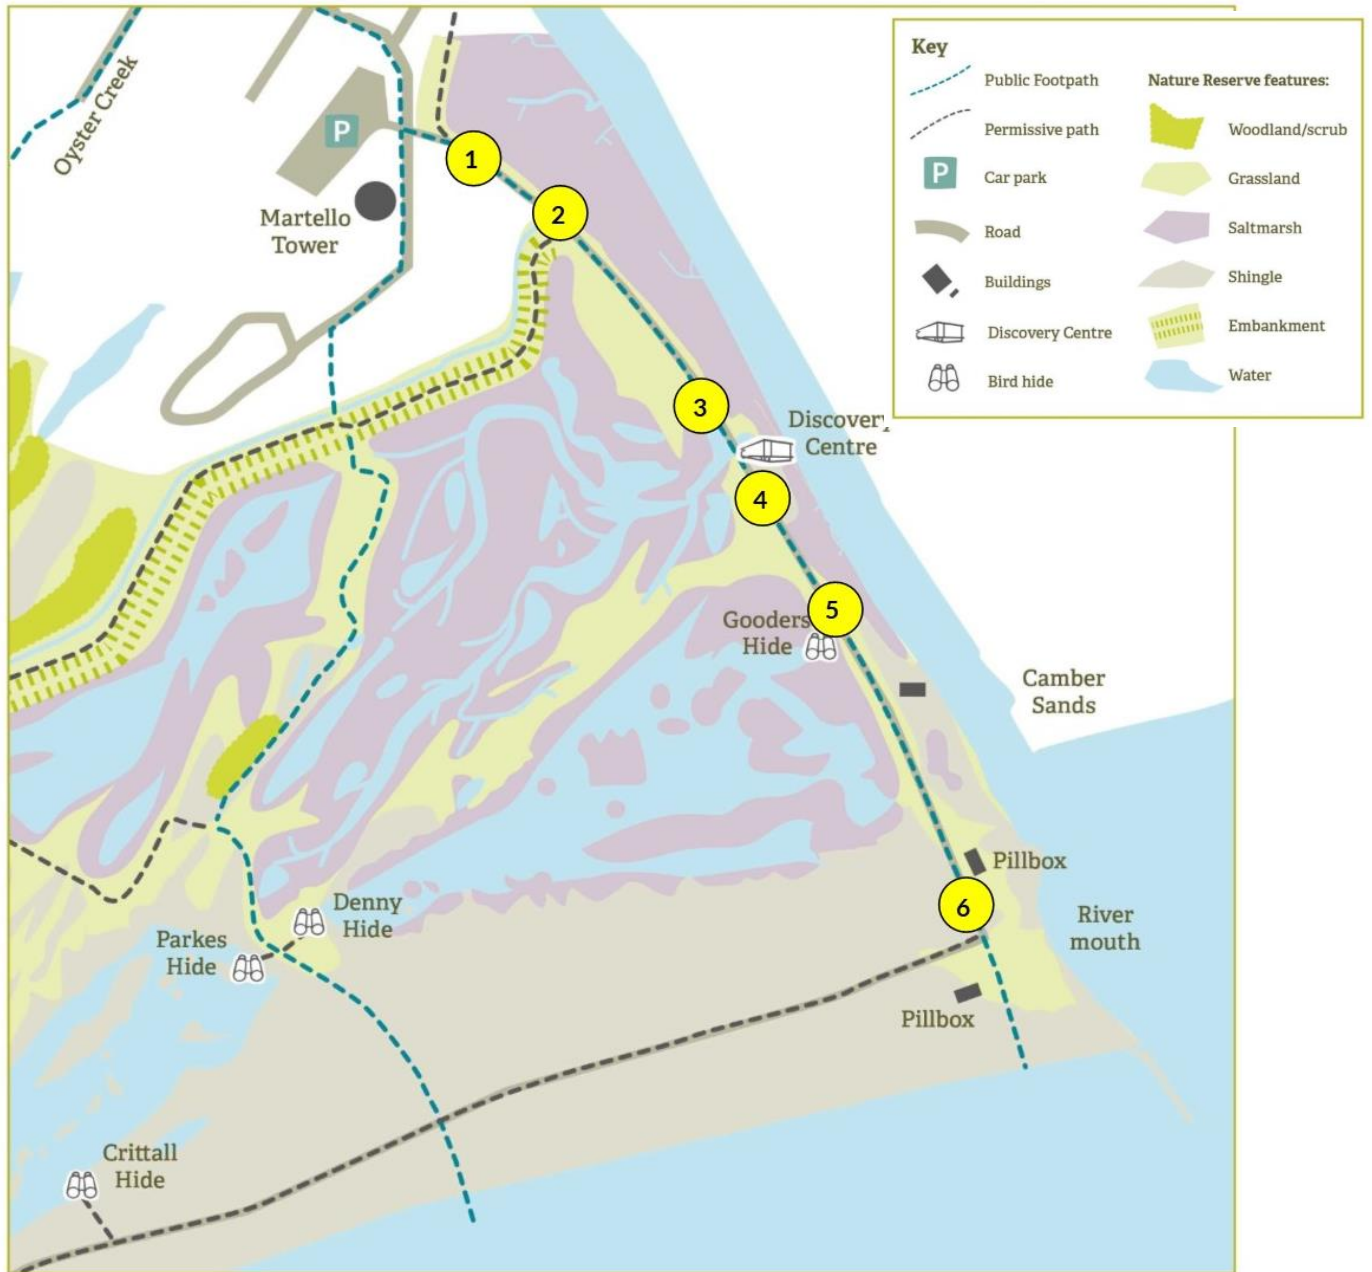 Key
Public Footpath
Permissive path
P
Car park
Road
Buildings
Discovery Centre
Bird hide
Nature Reserve features:
Woodland/scrub
Grassland
Saltmarsh
Shingle
Embankment
Water
Oyster Creek
P
Martello
Tower
1
2
3
Discovery
Centre
4
5
Gooders
Hide
Camber
Sands
Pillbox
6
River
mouth
Denny
Hide
Parkes
Hide
Pillbox
Crittall
Hide